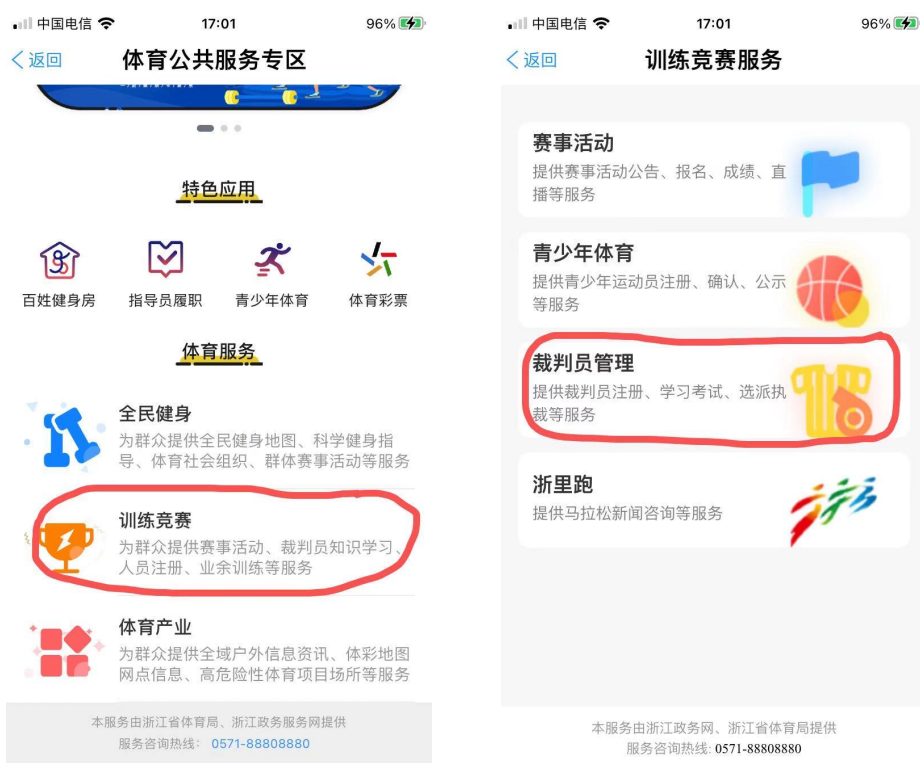 中国电信
17:01
96%
返回
体育公共服务专区
特色应用
百姓健身房
指导员履职
青少年体育
体育彩票
体育服务
全民健身
为群众提供全民健身地图、科学健身指
导、体育社会组织、群体赛事活动等服务
训练竞赛
为群众提供赛事活动、裁判员知识学习、
人员注册、业余训练等服务
体育产业
为群众提供全域户外信息资讯、体彩地图
网点信息、高危险性体育项目场所等服务
本服务由浙江省体育局、浙江政务服务网提供
服务咨询热线: 0571-88808880
中国电信
17:01
96%
返回
训练竞赛服务
赛事活动
提供赛事活动公告、报名、成绩、直
播等服务
青少年体育
提供青少年运动员注册、确认、公示
等服务
裁判员管理
提供裁判员注册、学习考试、选派执
裁等服务
浙里跑
提供马拉松新闻咨询等服务
本服务由浙江政务网、浙江省体育局提供
服务咨询热线: 0571-88808880